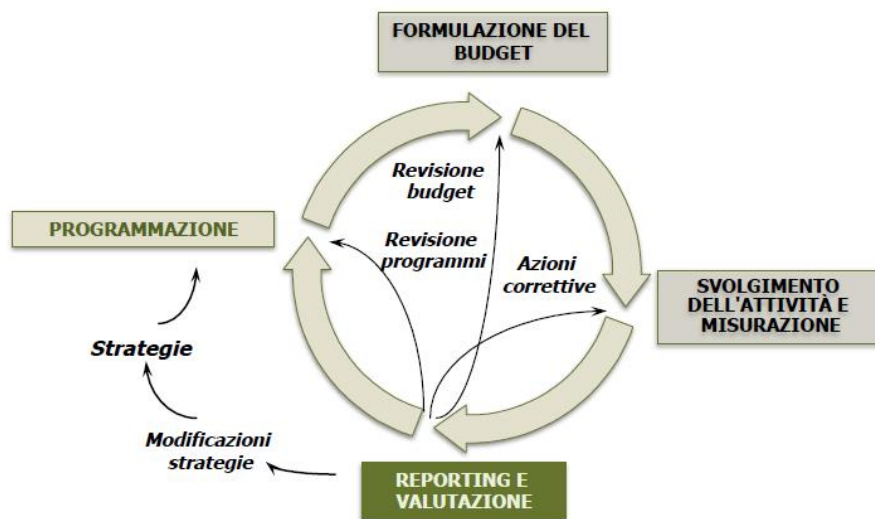 FORMULAZIONE DEL
BUDGET
Revisione
budget
PROGRAMMAZIONE
Revisione
programmi
Azioni
correttive
SVOLGIMENTO
DELL'ATTIVITÀ E
MISURAZIONE
Strategie
Modificazioni
strategie
REPORTING E
VALUTAZIONE